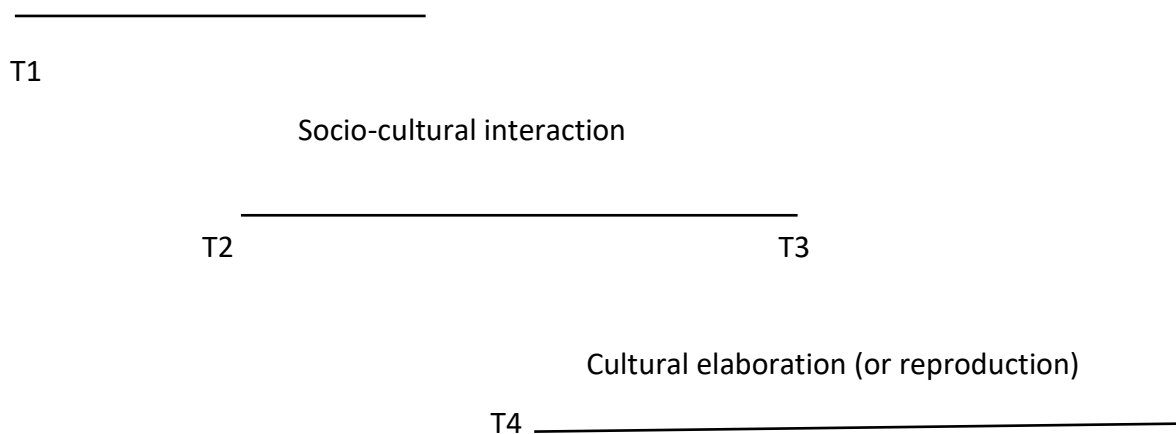 T1
Socio-cultural interaction
T2 T3
Cultural elaboration (or reproduction)
T4